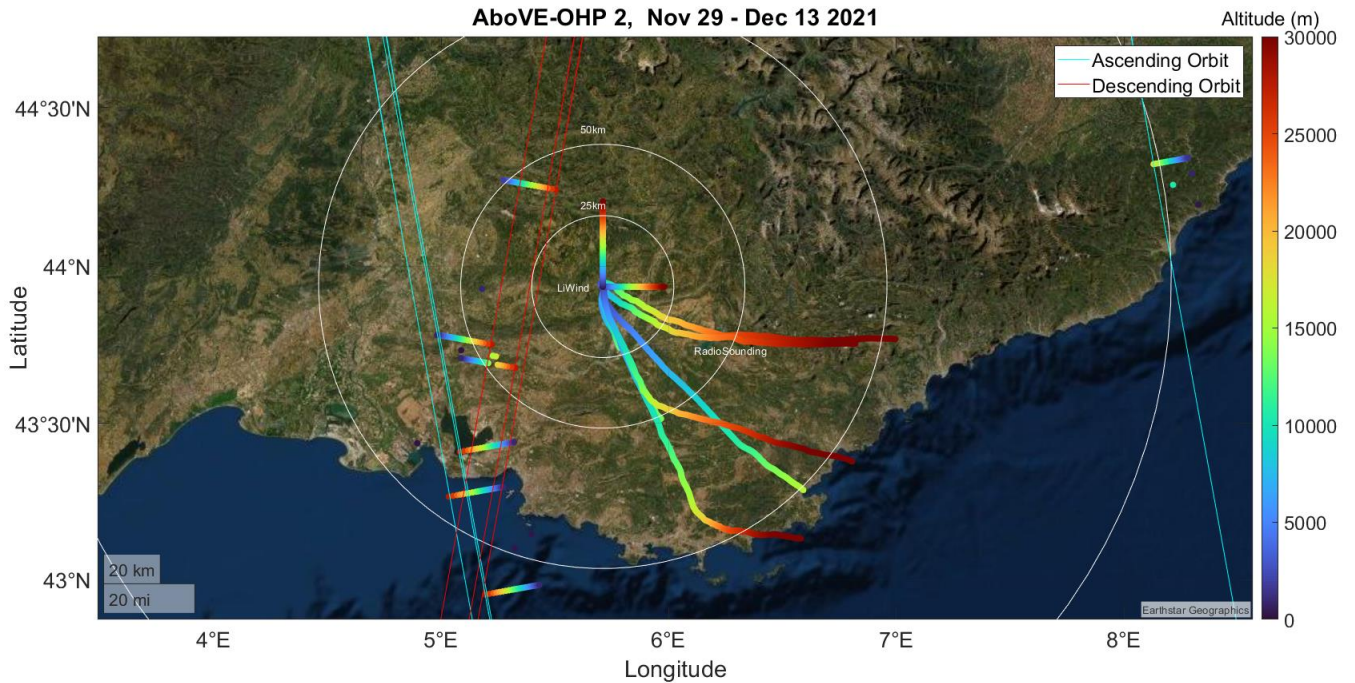 AboVE-OHP 2, Nov 29 - Dec 13 2021
Altitude (m)
Ascending Orbit
Descending Orbit
30000
25000
20000
15000
10000
5000
0
44°30'N
44°N
43°30'N
43°N
Latitude
50km
25km
LiWind
RadioSounding
20 km
20 mi
Earthstar Geographics
4°E
5°E
6°E
7°E
8°E
Longitude